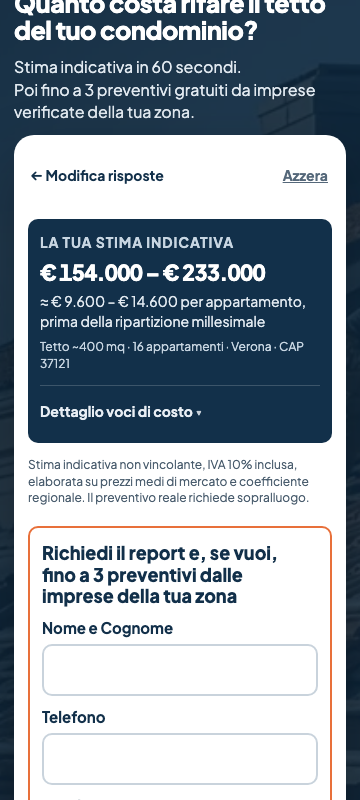 Quanto costa rifare il tetto
del tuo condominio?
Stima indicativa in 60 secondi.
Poi fino a 3 preventivi gratuiti da imprese
verificate della tua zona.
← Modifica risposte
Azzera
LA TUA STIMA INDICATIVA
€ 154.000 – € 233.000
≈ € 9.600 – € 14.600 per appartamento,
prima della ripartizione millesimale
Tetto ~400 mq · 16 appartamenti · Verona · CAP
37121
Dettaglio voci di costo ▾
Stima indicativa non vincolante, IVA 10% inclusa,
elaborata su prezzi medi di mercato e coefficiente
regionale. Il preventivo reale richiede sopralluogo.
Richiedi il report e, se vuoi,
fino a 3 preventivi dalle
imprese della tua zona
Nome e Cognome
Telefono